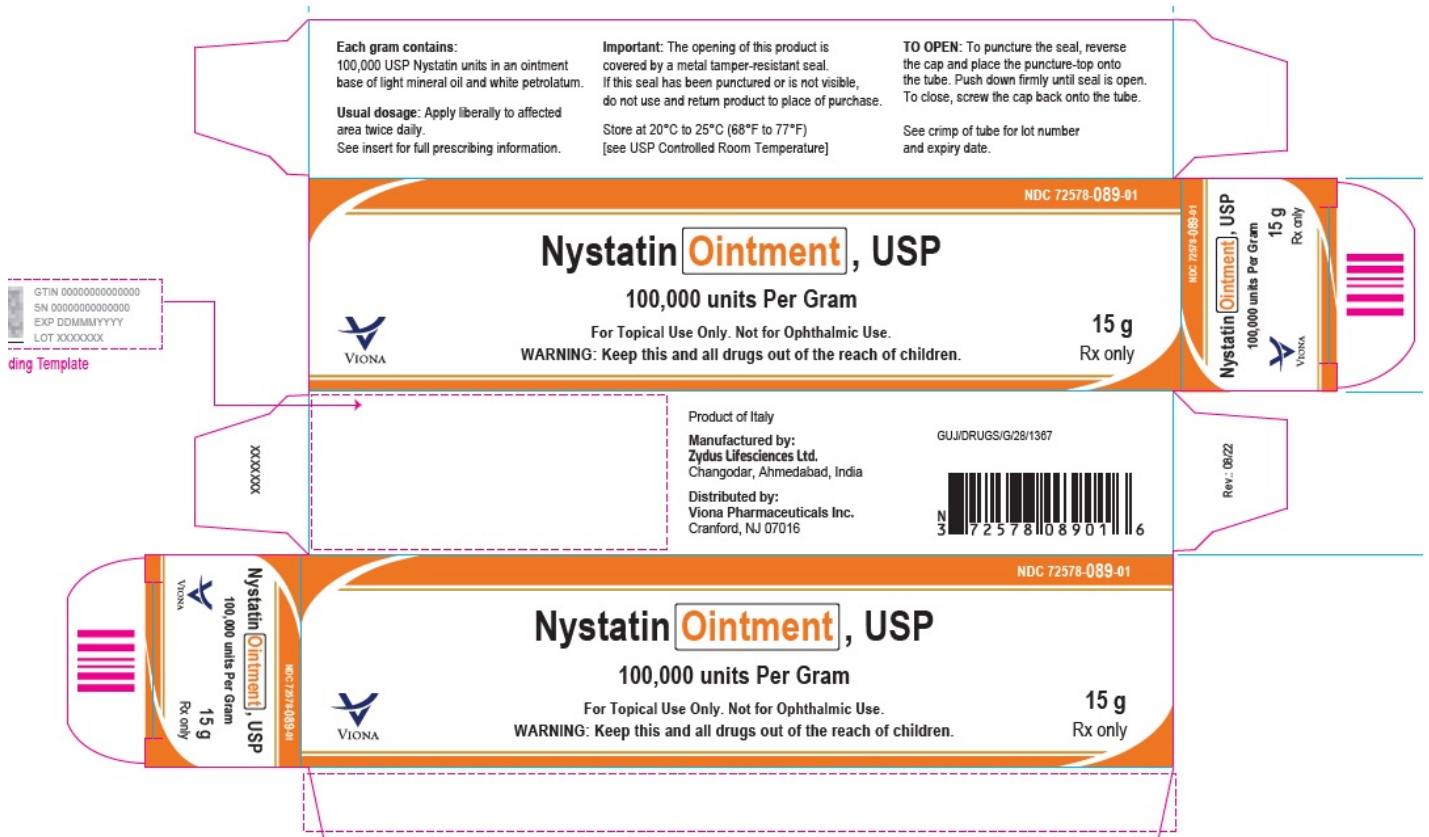 Each gram contains:
100,000 USP Nystatin units in an ointment
base of light mineral oil and white petrolatum.
Usual dosage: Apply liberally to affected
area twice daily.
See insert for full prescribing information.
Important: The opening of this product is
covered by a metal tamper-resistant seal.
If this seal has been punctured or is not visible,
do not use and return product to place of purchase.
Store at 20°C to 25°C (68°F to 77°F)
[see USP Controlled Room Temperature]
TO OPEN: To puncture the seal, reverse
the cap and place the puncture-top onto
the tube. Push down firmly until seal is open.
To close, screw the cap back onto the tube.
See crimp of tube for lot number
and expiry date.
NDC 72578-089-01
Nystatin Ointment, USP
100,000 units Per Gram
For Topical Use Only. Not for Ophthalmic Use.
WARNING: Keep this and all drugs out of the reach of children.
VIONA
15 g
Rx only
NDC 72578-089-01
Nystatin Ointment, USP
100,000 units Per Gram
15 g
Rx only
VIONA
GTIN 00000000000000
SN 0000000000000
EXP DDMMMYYYY
LOT XXXXXXX
ding Template
XXXXXXX
Product of Italy
Manufactured by:
Zydus Lifesciences Ltd.
Changodar, Ahmedabad, India
Distributed by:
Viona Pharmaceuticals Inc.
Cranford, NJ 07016
GUJ/DRUGS/G/28/1367
N
3 72578 08901 6
Rev.: 08/22
NDC 72578-089-01
Nystatin Ointment, USP
100,000 units Per Gram
For Topical Use Only. Not for Ophthalmic Use.
WARNING: Keep this and all drugs out of the reach of children.
VIONA
15 g
Rx only
NDC 72578-089-01
Nystatin Ointment, USP
100,000 units Per Gram
15 g
Rx only
VIONA